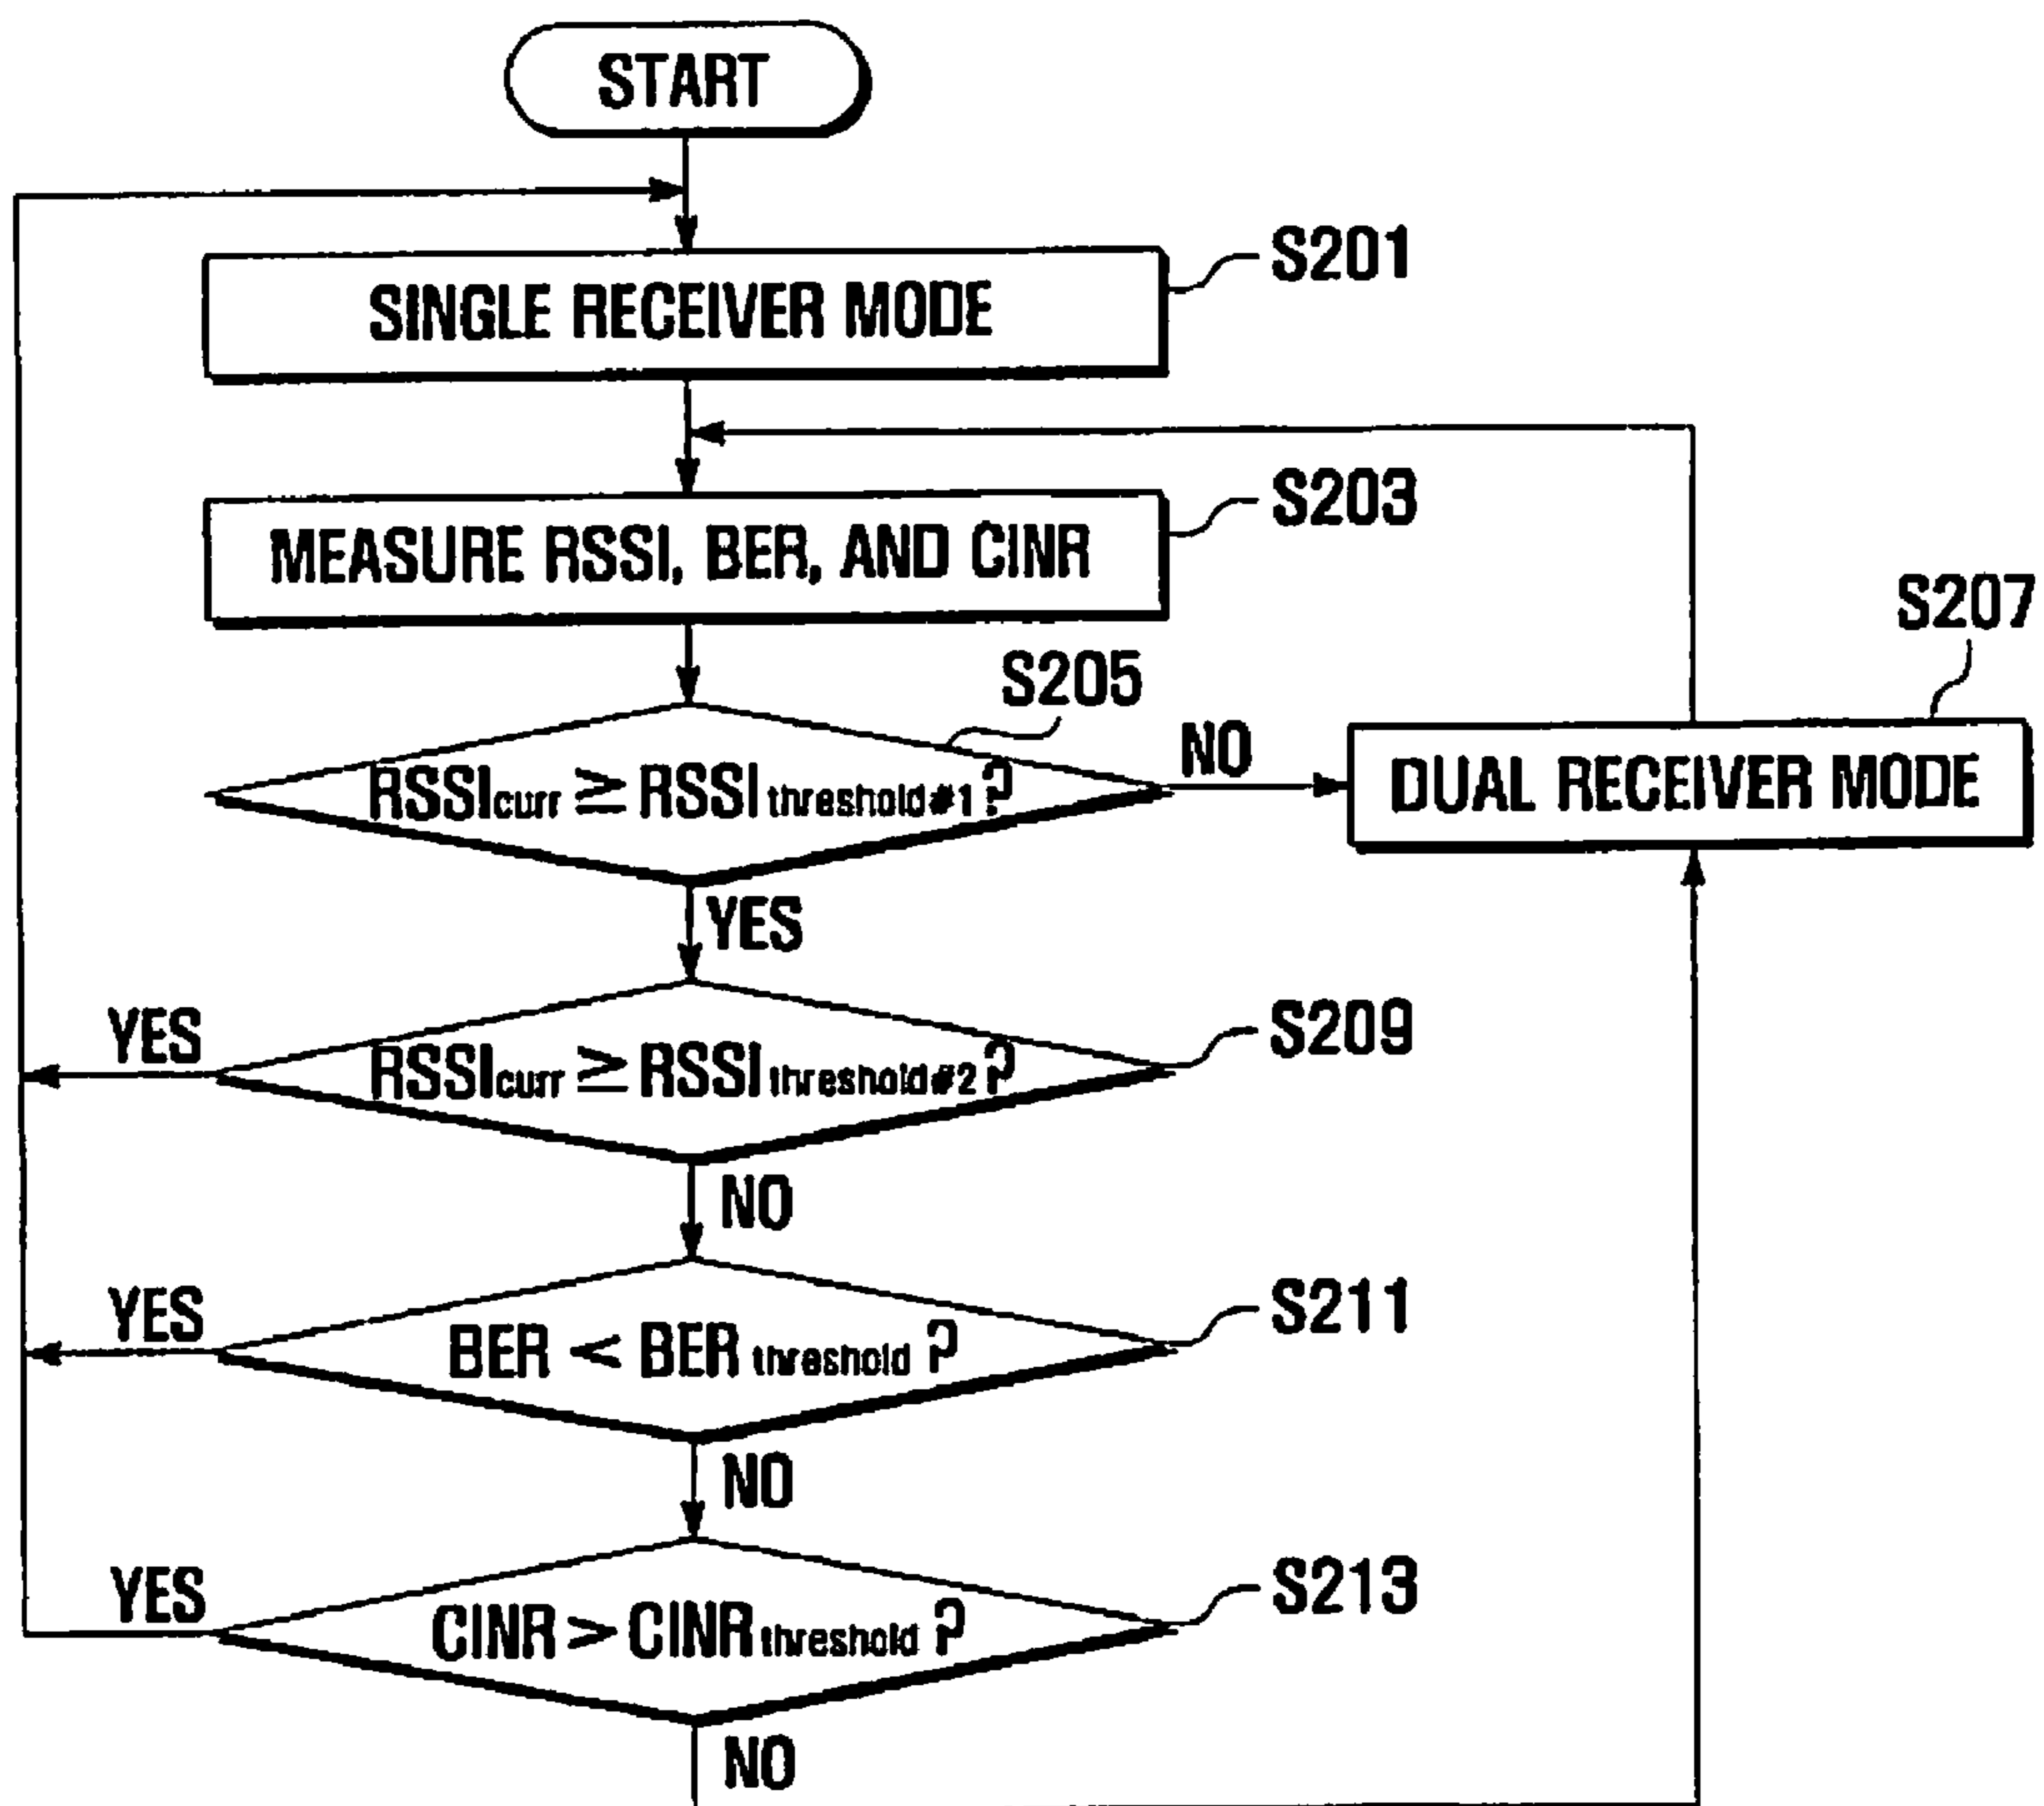 START
SINGLE RECEIVER MODE
S201
MEASURE RSSI, BER, AND CINR
S203
S205
RSSIcurr ≥ RSSI threshold#1?
NO
DUAL RECEIVER MODE
S207
YES
RSSIcurr ≥ RSSI threshold#2?
S209
YES
NO
BER < BER threshold ?
S211
YES
NO
CINR > CINR threshold ?
S213
YES
NO